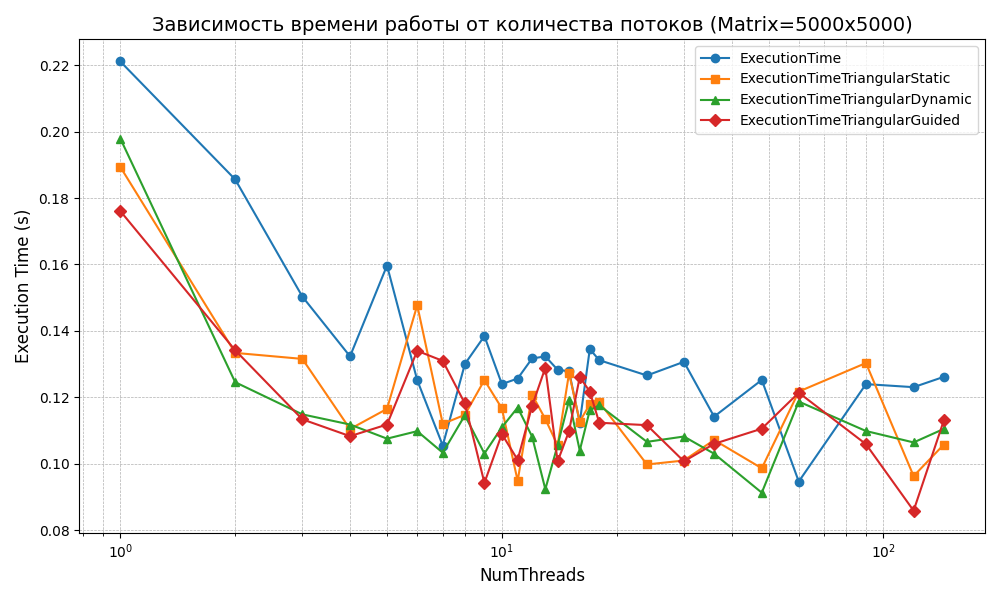 Зависимость времени работы от количества потоков (Matrix=5000x5000)
ExecutionTime
ExecutionTimeTriangularStatic
ExecutionTimeTriangularDynamic
ExecutionTimeTriangularGuided
Execution Time (s)
0.22
0.20
0.18
0.16
0.14
0.12
0.10
0.08
10⁰ 10¹ 10²
NumThreads